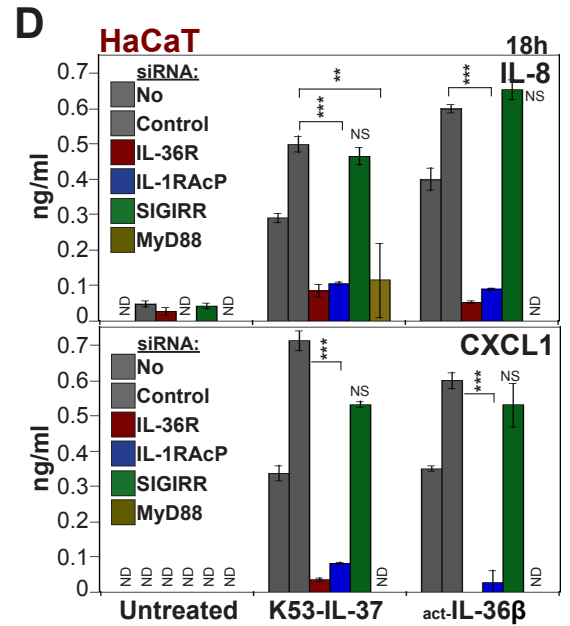 D
HaCaT
18h
IL-8
siRNA:
No
Control
IL-36R
IL-1RAcP
SIGIRR
MyD88
ng/ml
0.7
0.6
0.5
0.4
0.3
0.2
0.1
0
ND
ND
ND
***
**
NS
***
NS
ND
CXCL1
siRNA:
No
Control
IL-36R
IL-1RAcP
SIGIRR
MyD88
ng/ml
0.7
0.6
0.5
0.4
0.3
0.2
0.1
0
ND ND ND ND ND ND
***
NS
ND
***
NS
ND
Untreated K53-IL-37 act-IL-36β